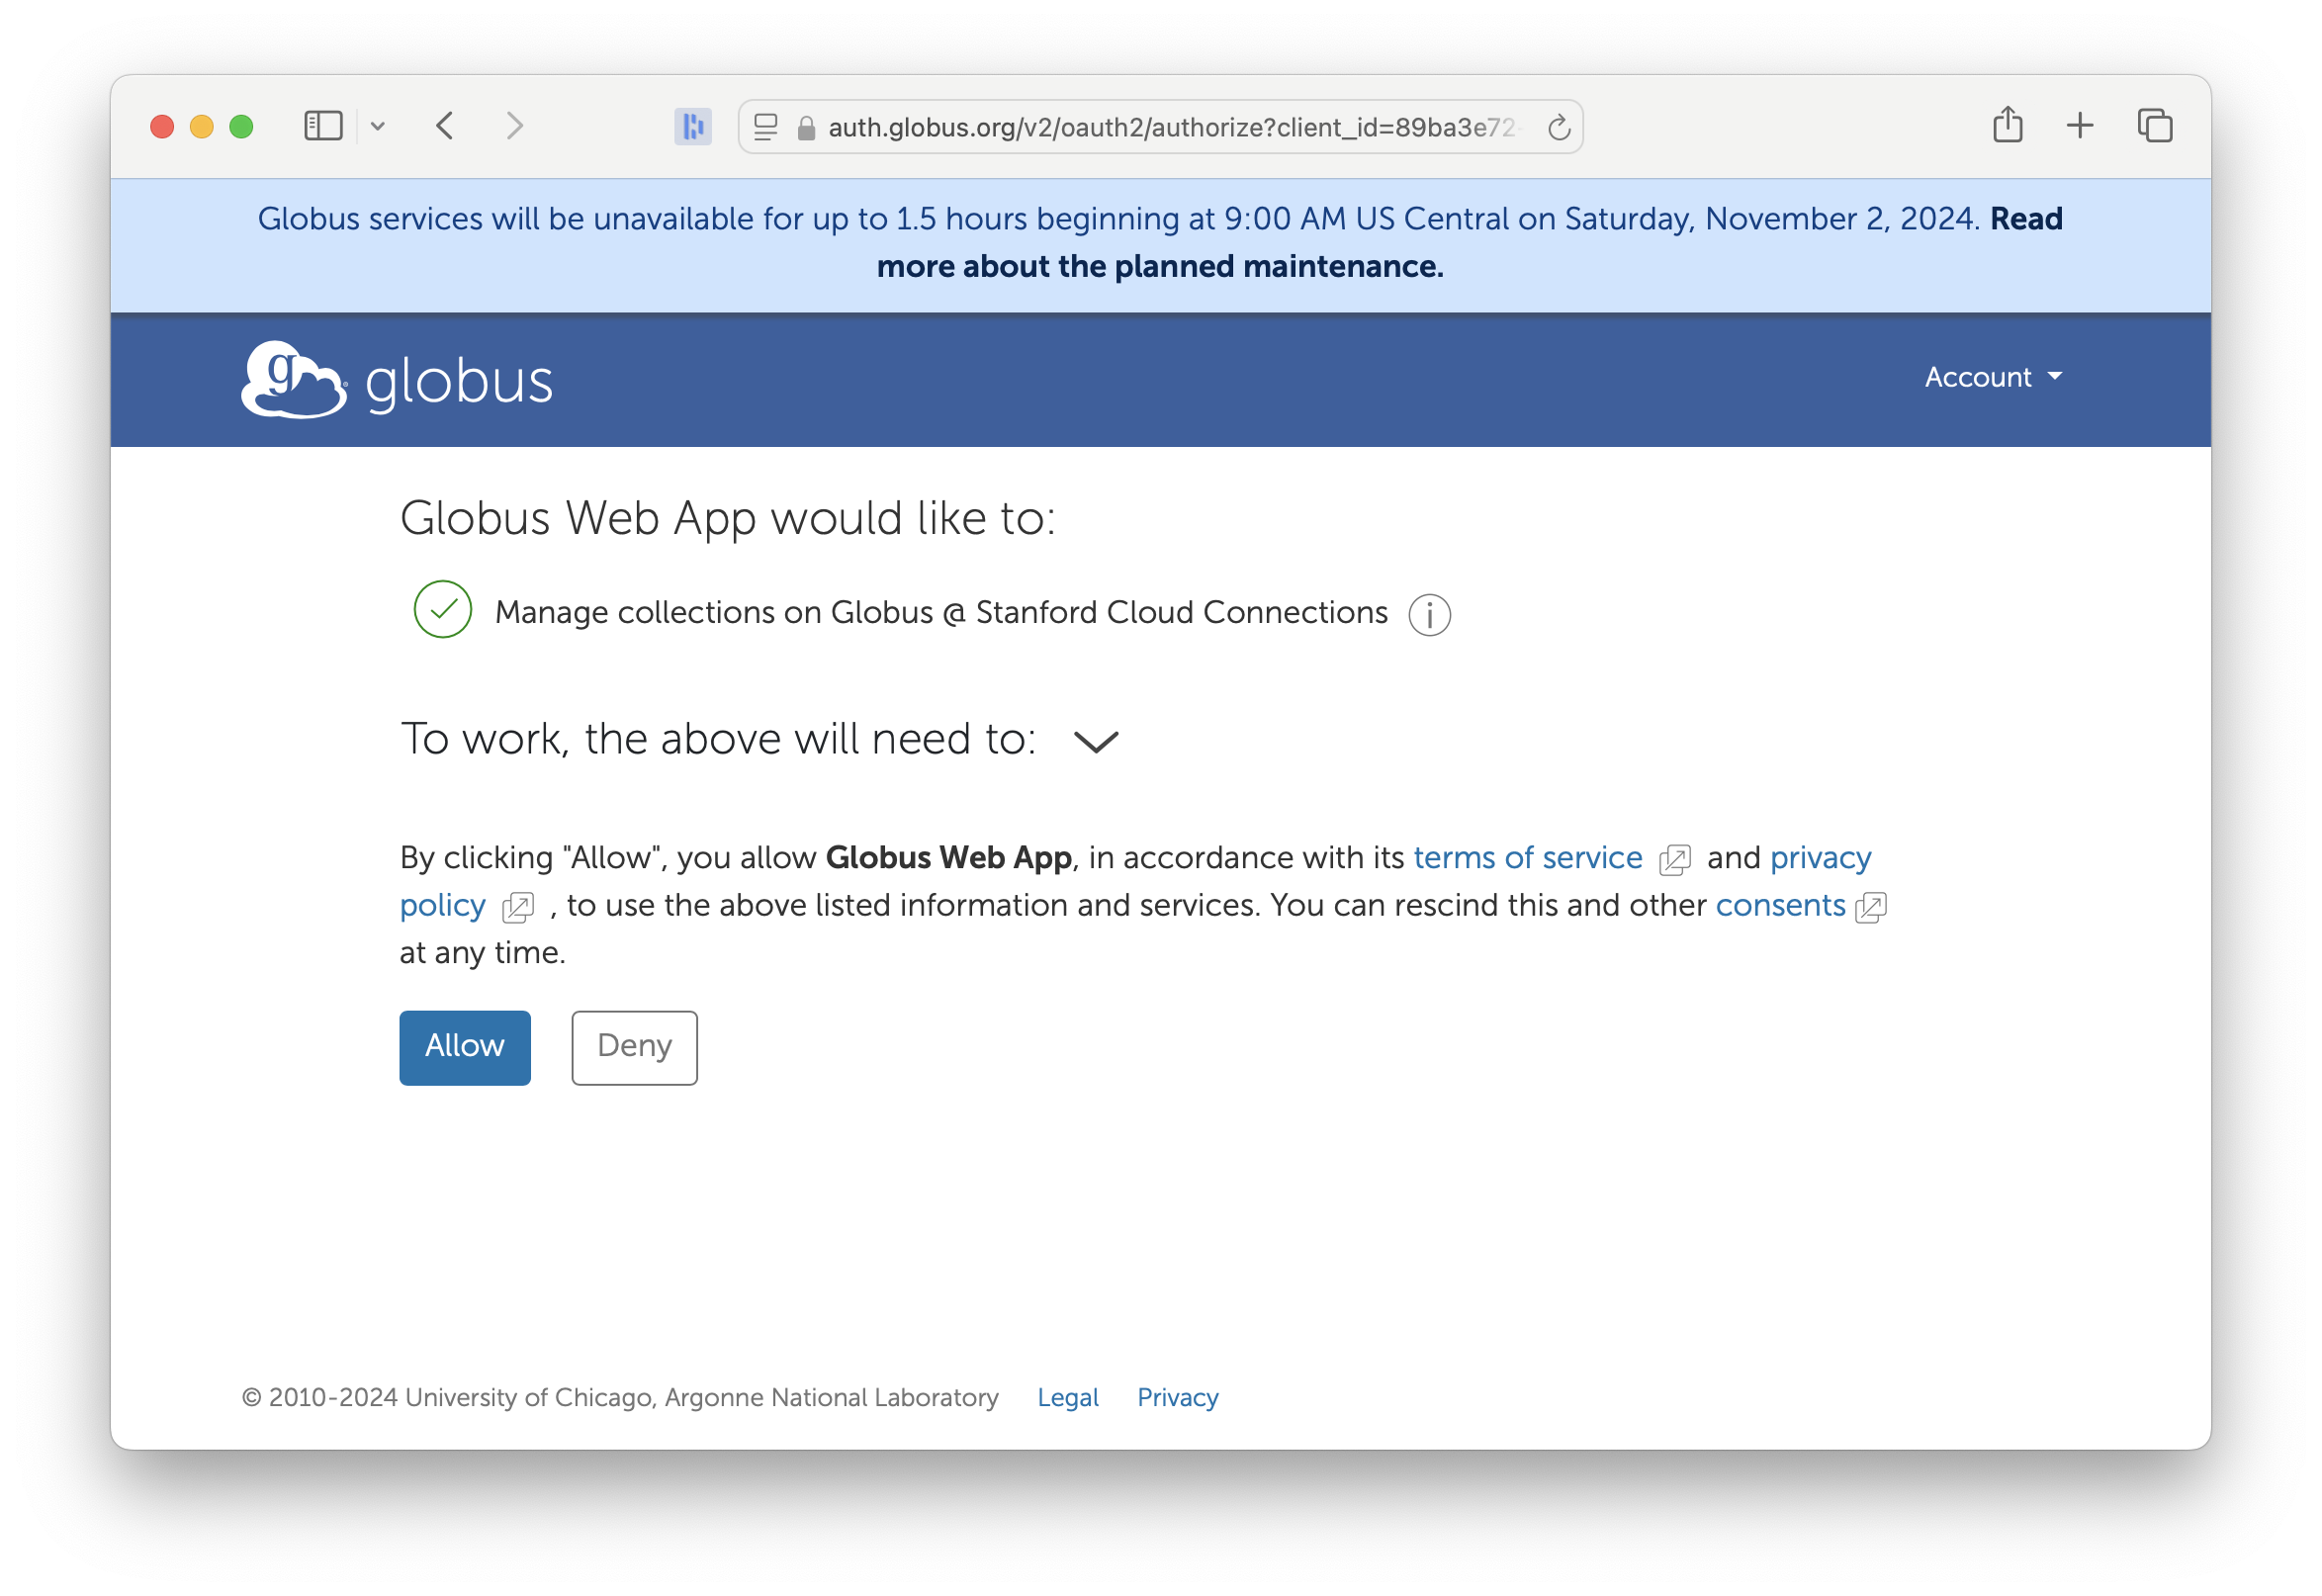 auth.globus.org/v2/oauth2/authorize?client_id=89ba3e72-
Globus services will be unavailable for up to 1.5 hours beginning at 9:00 AM US Central on Saturday, November 2, 2024. Read
more about the planned maintenance.
g globus
Account
Globus Web App would like to:
Manage collections on Globus @ Stanford Cloud Connections
To work, the above will need to:
By clicking "Allow", you allow Globus Web App, in accordance with its terms of service and privacy
policy , to use the above listed information and services. You can rescind this and other consents
at any time.
Allow Deny
© 2010-2024 University of Chicago, Argonne National Laboratory Legal Privacy